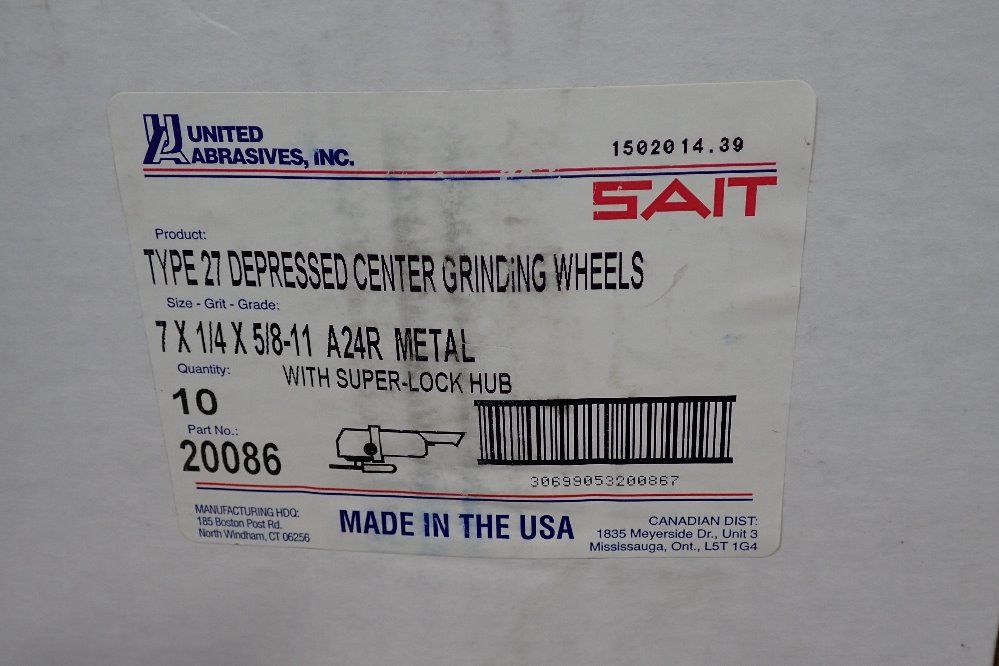 UNITED
ABRASIVES, INC.
1502014.39
SAIT
Product:
TYPE 27 DEPRESSED CENTER GRINDiNG WHEELS
Size - Grit - Grade:
7 X 1/4 X 5/8-11 A24R METAL
WITH SUPER-LOCK HUB
Quantity:
10
Part No.:
20086
30699053200867
MANUFACTURING HDQ:
185 Boston Post Rd.
North Windham, CT 06256
MADE IN THE USA
CANADIAN DIST:
1835 Meyerside Dr., Unit 3
Mississauga, Ont., L5T 1G4